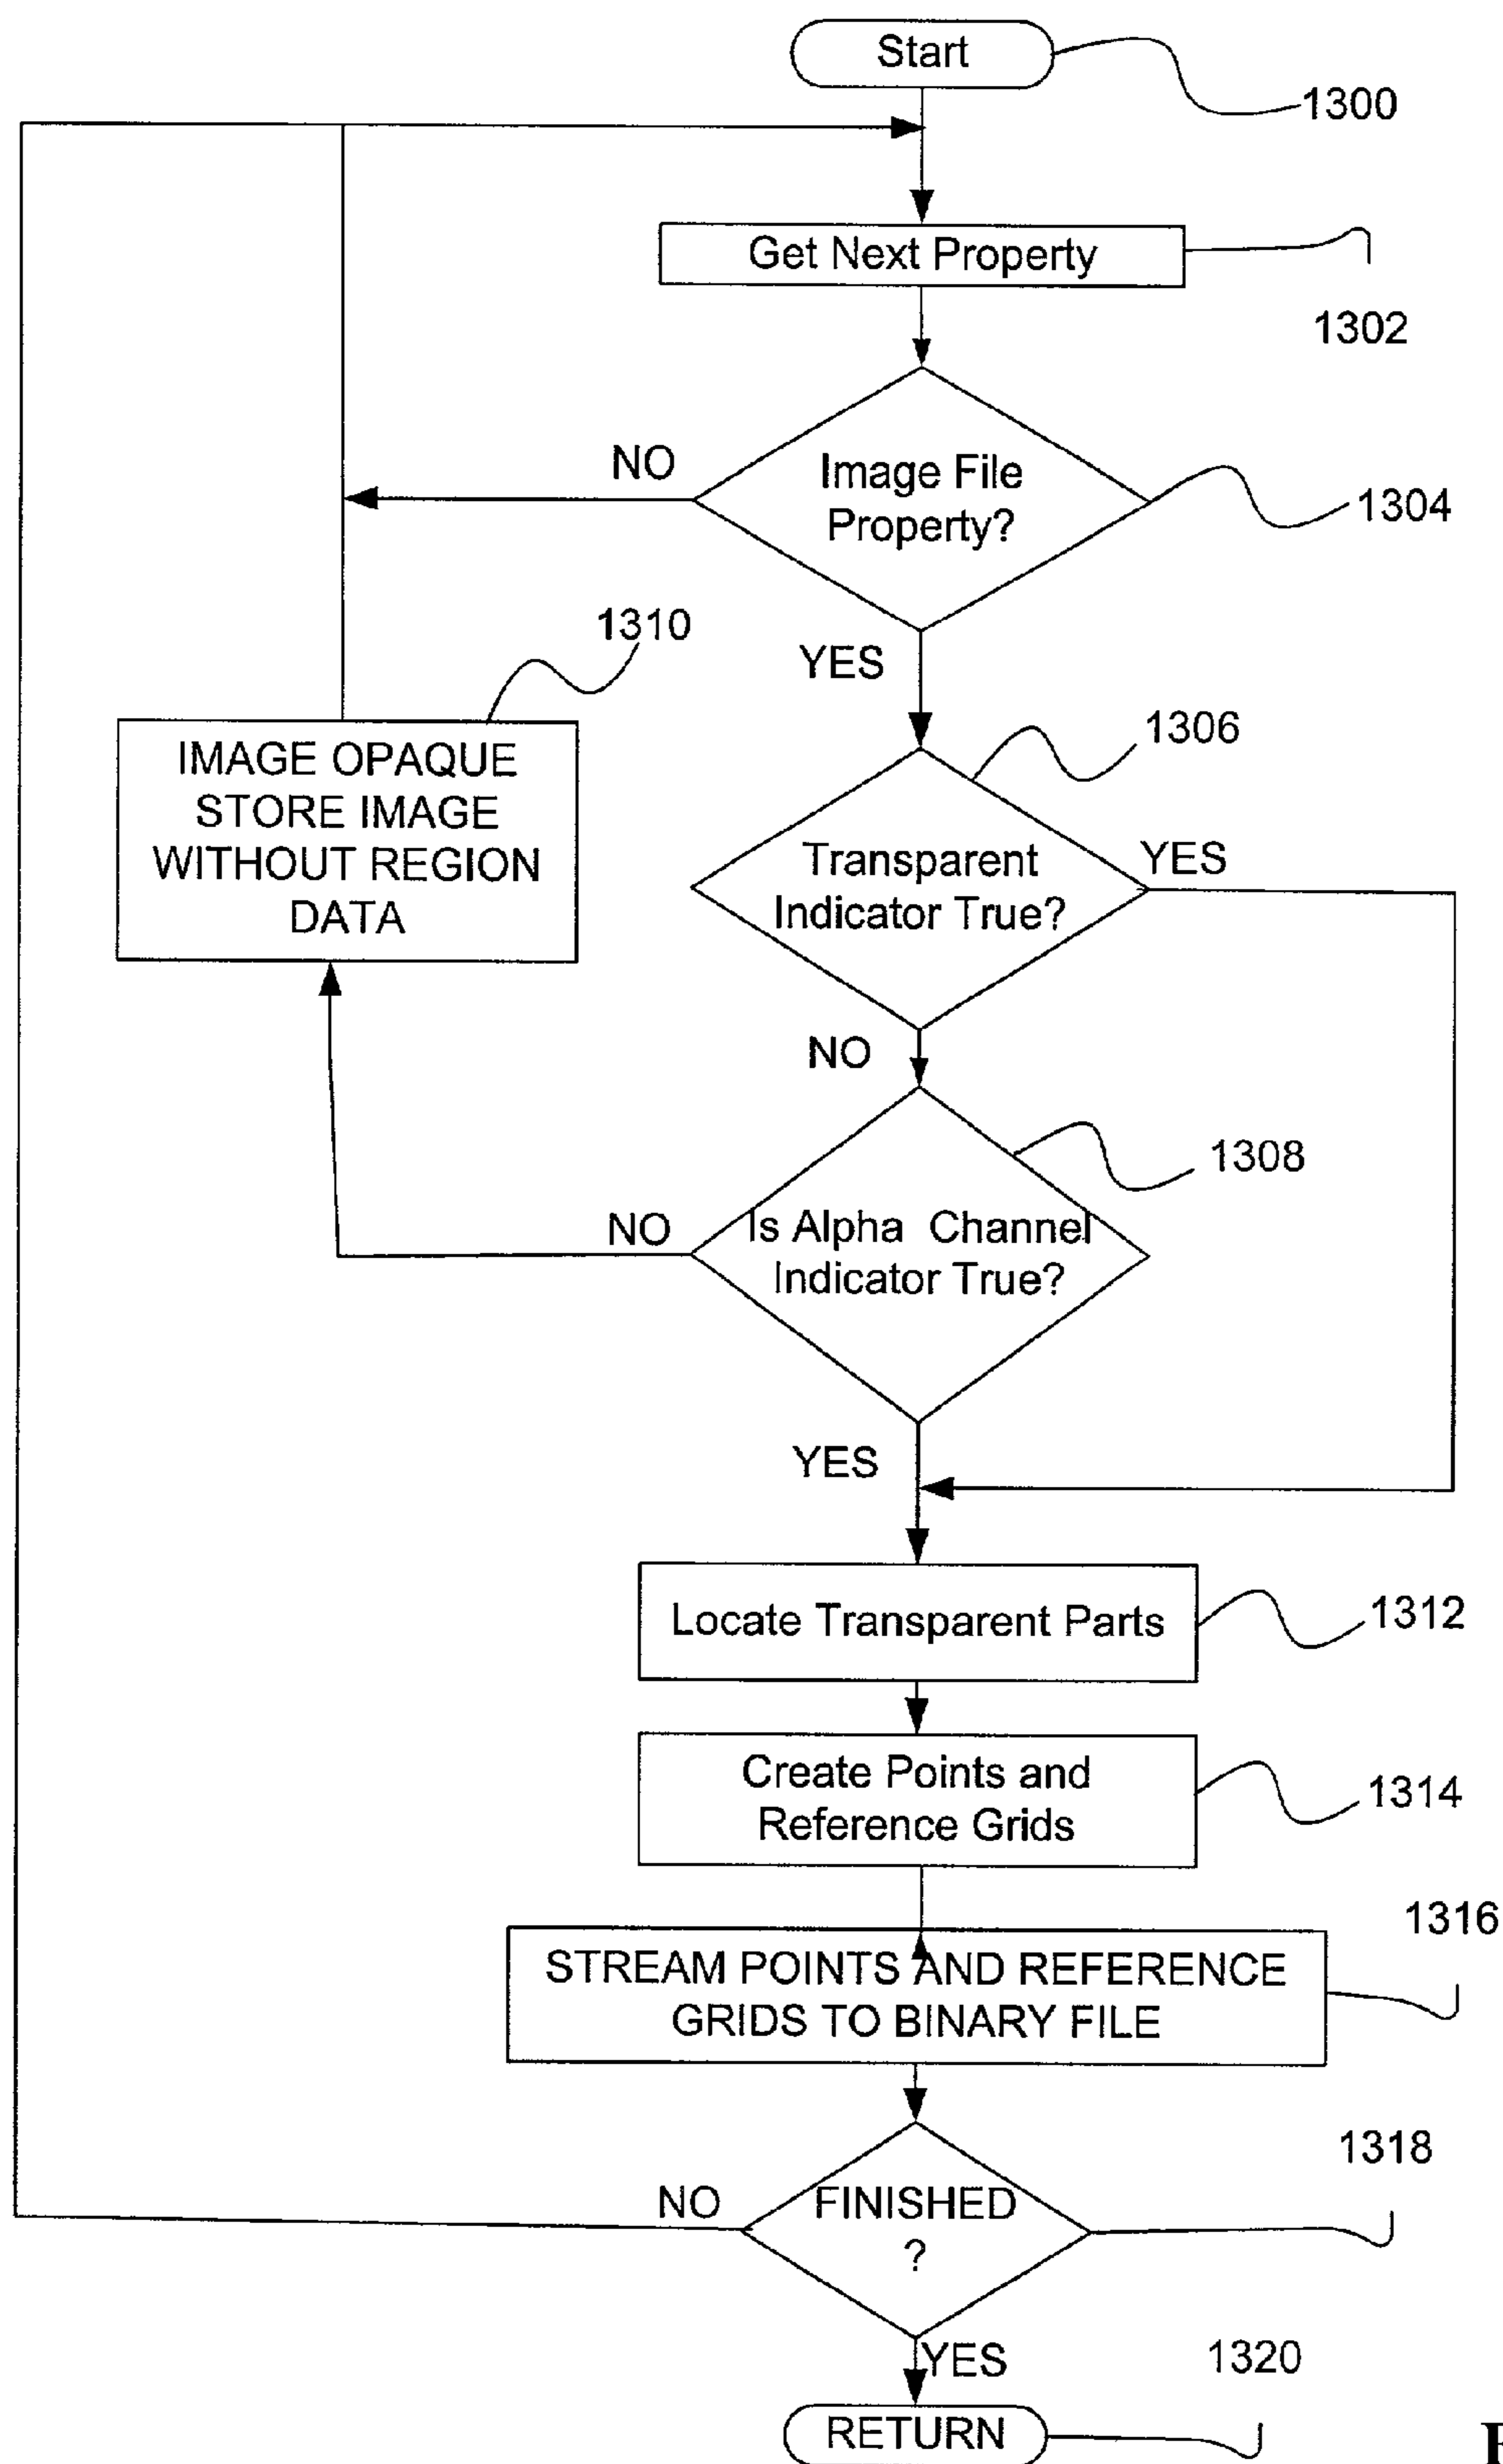 Start
1300
Get Next Property
1302
NO
Image File
Property?
1304
YES
1310
IMAGE OPAQUE
STORE IMAGE
WITHOUT REGION
DATA
1306
Transparent
Indicator True?
YES
NO
1308
NO
Is Alpha Channel
Indicator True?
YES
Locate Transparent Parts
1312
Create Points and
Reference Grids
1314
1316
STREAM POINTS AND REFERENCE
GRIDS TO BINARY FILE
1318
NO
FINISHED
?
YES
1320
RETURN